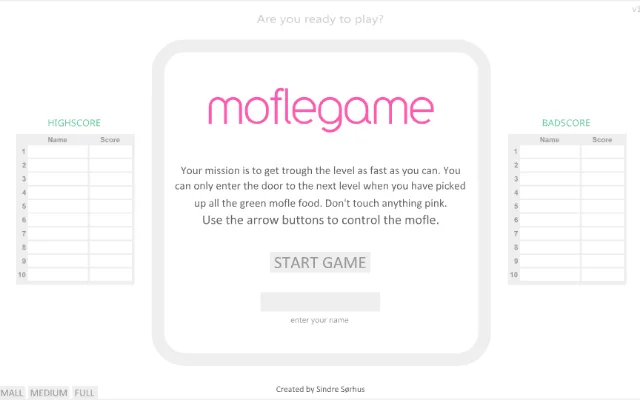 Are you ready to play?
v1
moflegame
HIGHSCORE
Name Score
1
2
3
4
5
6
7
8
9
10
BADSCORE
Name Score
1
2
3
4
5
6
7
8
9
10
Your mission is to get trough the level as fast as you can. You
can only enter the door to the next level when you have picked
up all the green mofle food. Don't touch anything pink.
Use the arrow buttons to control the mofle.
START GAME
enter your name
Created by Sindre Sørhus
MALL MEDIUM FULL